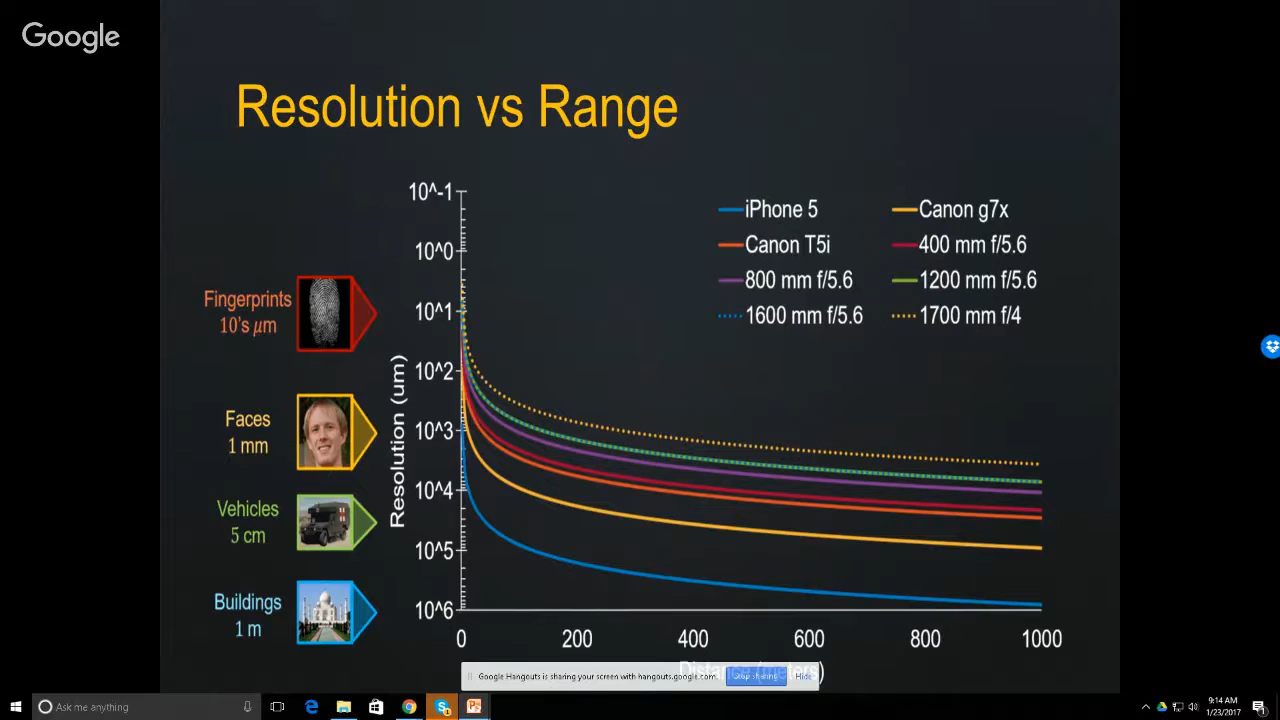 Google
Resolution vs Range
10^-1
10^0
10^1
10^2
10^3
10^4
10^5
10^6
Resolution (um)
0
200
400
600
800
1000
Distance (meters)
iPhone 5
Canon g7x
Canon T5i
400 mm f/5.6
800 mm f/5.6
1200 mm f/5.6
1600 mm f/5.6
1700 mm f/4
Fingerprints
10's μm
Faces
1 mm
Vehicles
5 cm
Buildings
1 m
Google Hangouts is sharing your screen with hangouts.google.com.
Stop sharing
Hide
Ask me anything
9:14 AM
1/23/2017